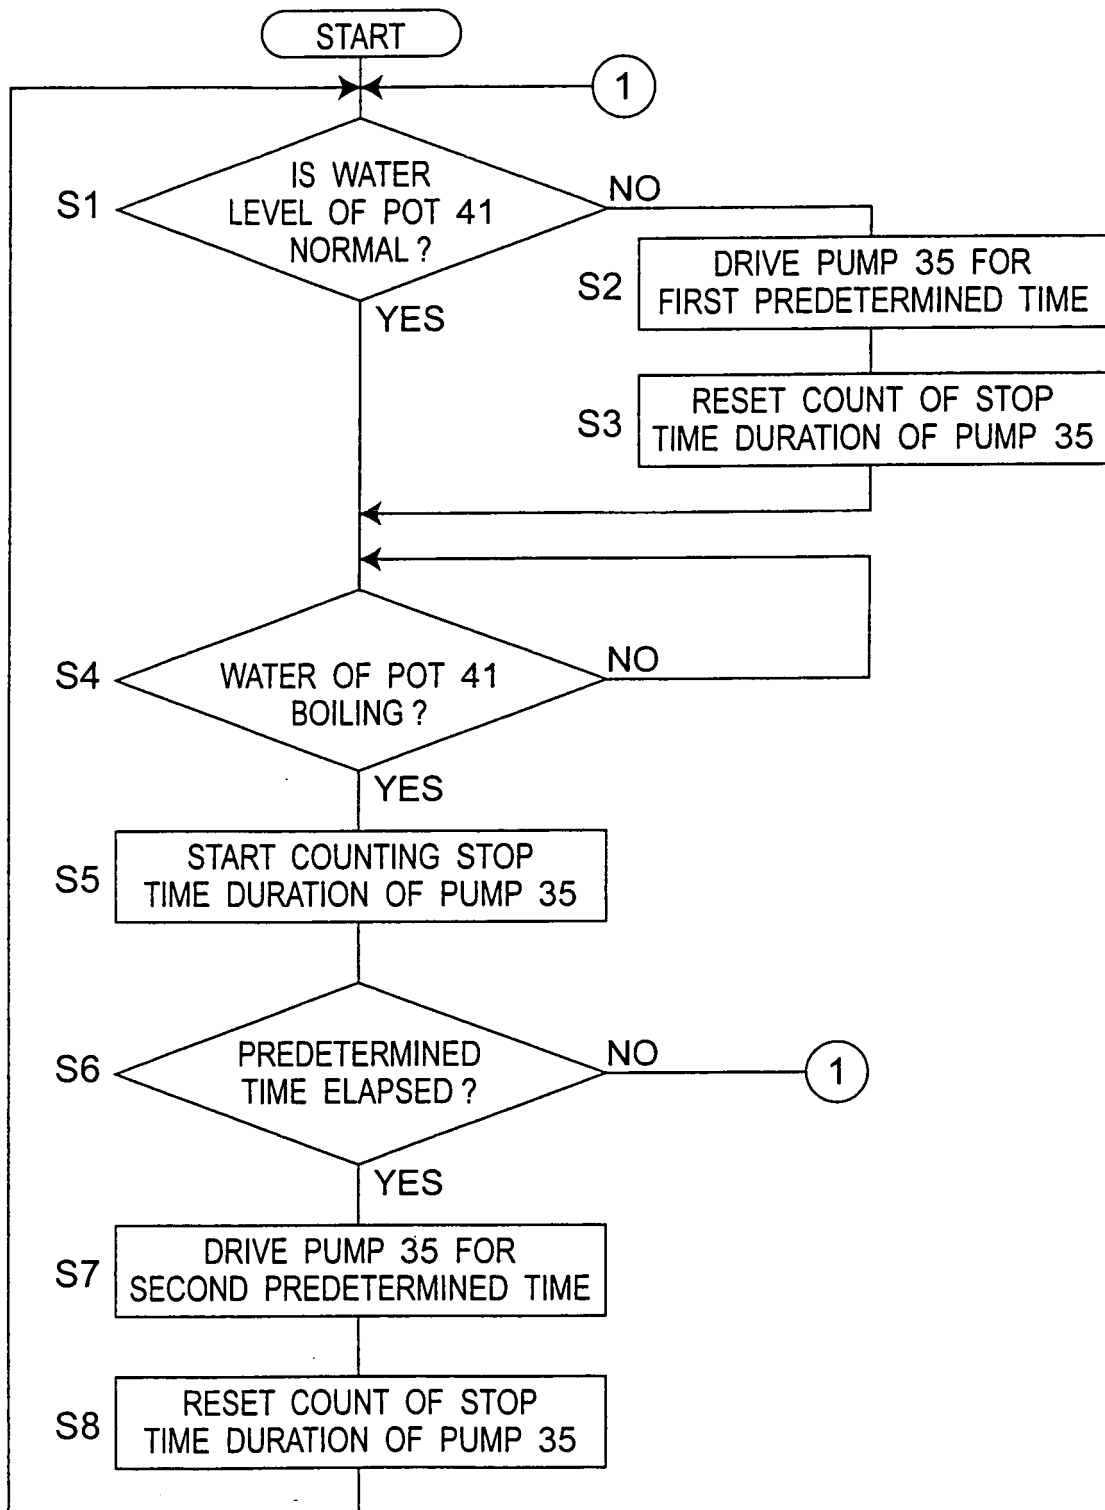 START
1
S1
IS WATER
LEVEL OF POT 41
NORMAL?
NO
YES
S2
DRIVE PUMP 35 FOR
FIRST PREDETERMINED TIME
S3
RESET COUNT OF STOP
TIME DURATION OF PUMP 35
S4
WATER OF POT 41
BOILING?
NO
YES
S5
START COUNTING STOP
TIME DURATION OF PUMP 35
S6
PREDETERMINED
TIME ELAPSED?
NO
1
YES
S7
DRIVE PUMP 35 FOR
SECOND PREDETERMINED TIME
S8
RESET COUNT OF STOP
TIME DURATION OF PUMP 35